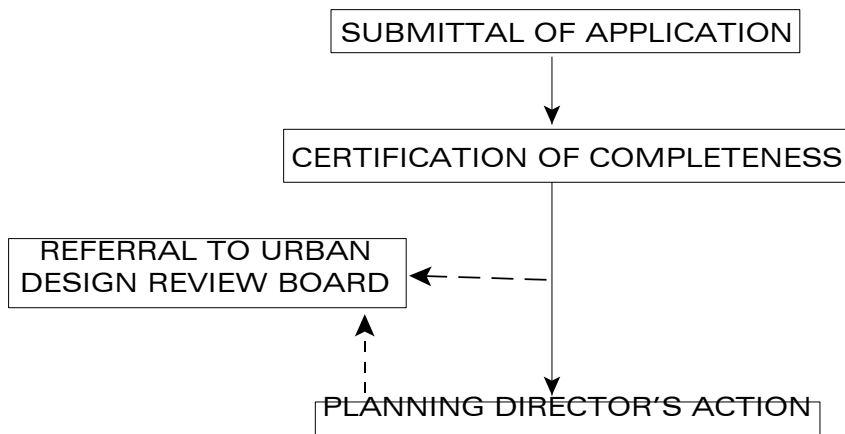 SUBMITTAL OF APPLICATION
CERTIFICATION OF COMPLETENESS
REFERRAL TO URBAN
DESIGN REVIEW BOARD
PLANNING DIRECTOR'S ACTION